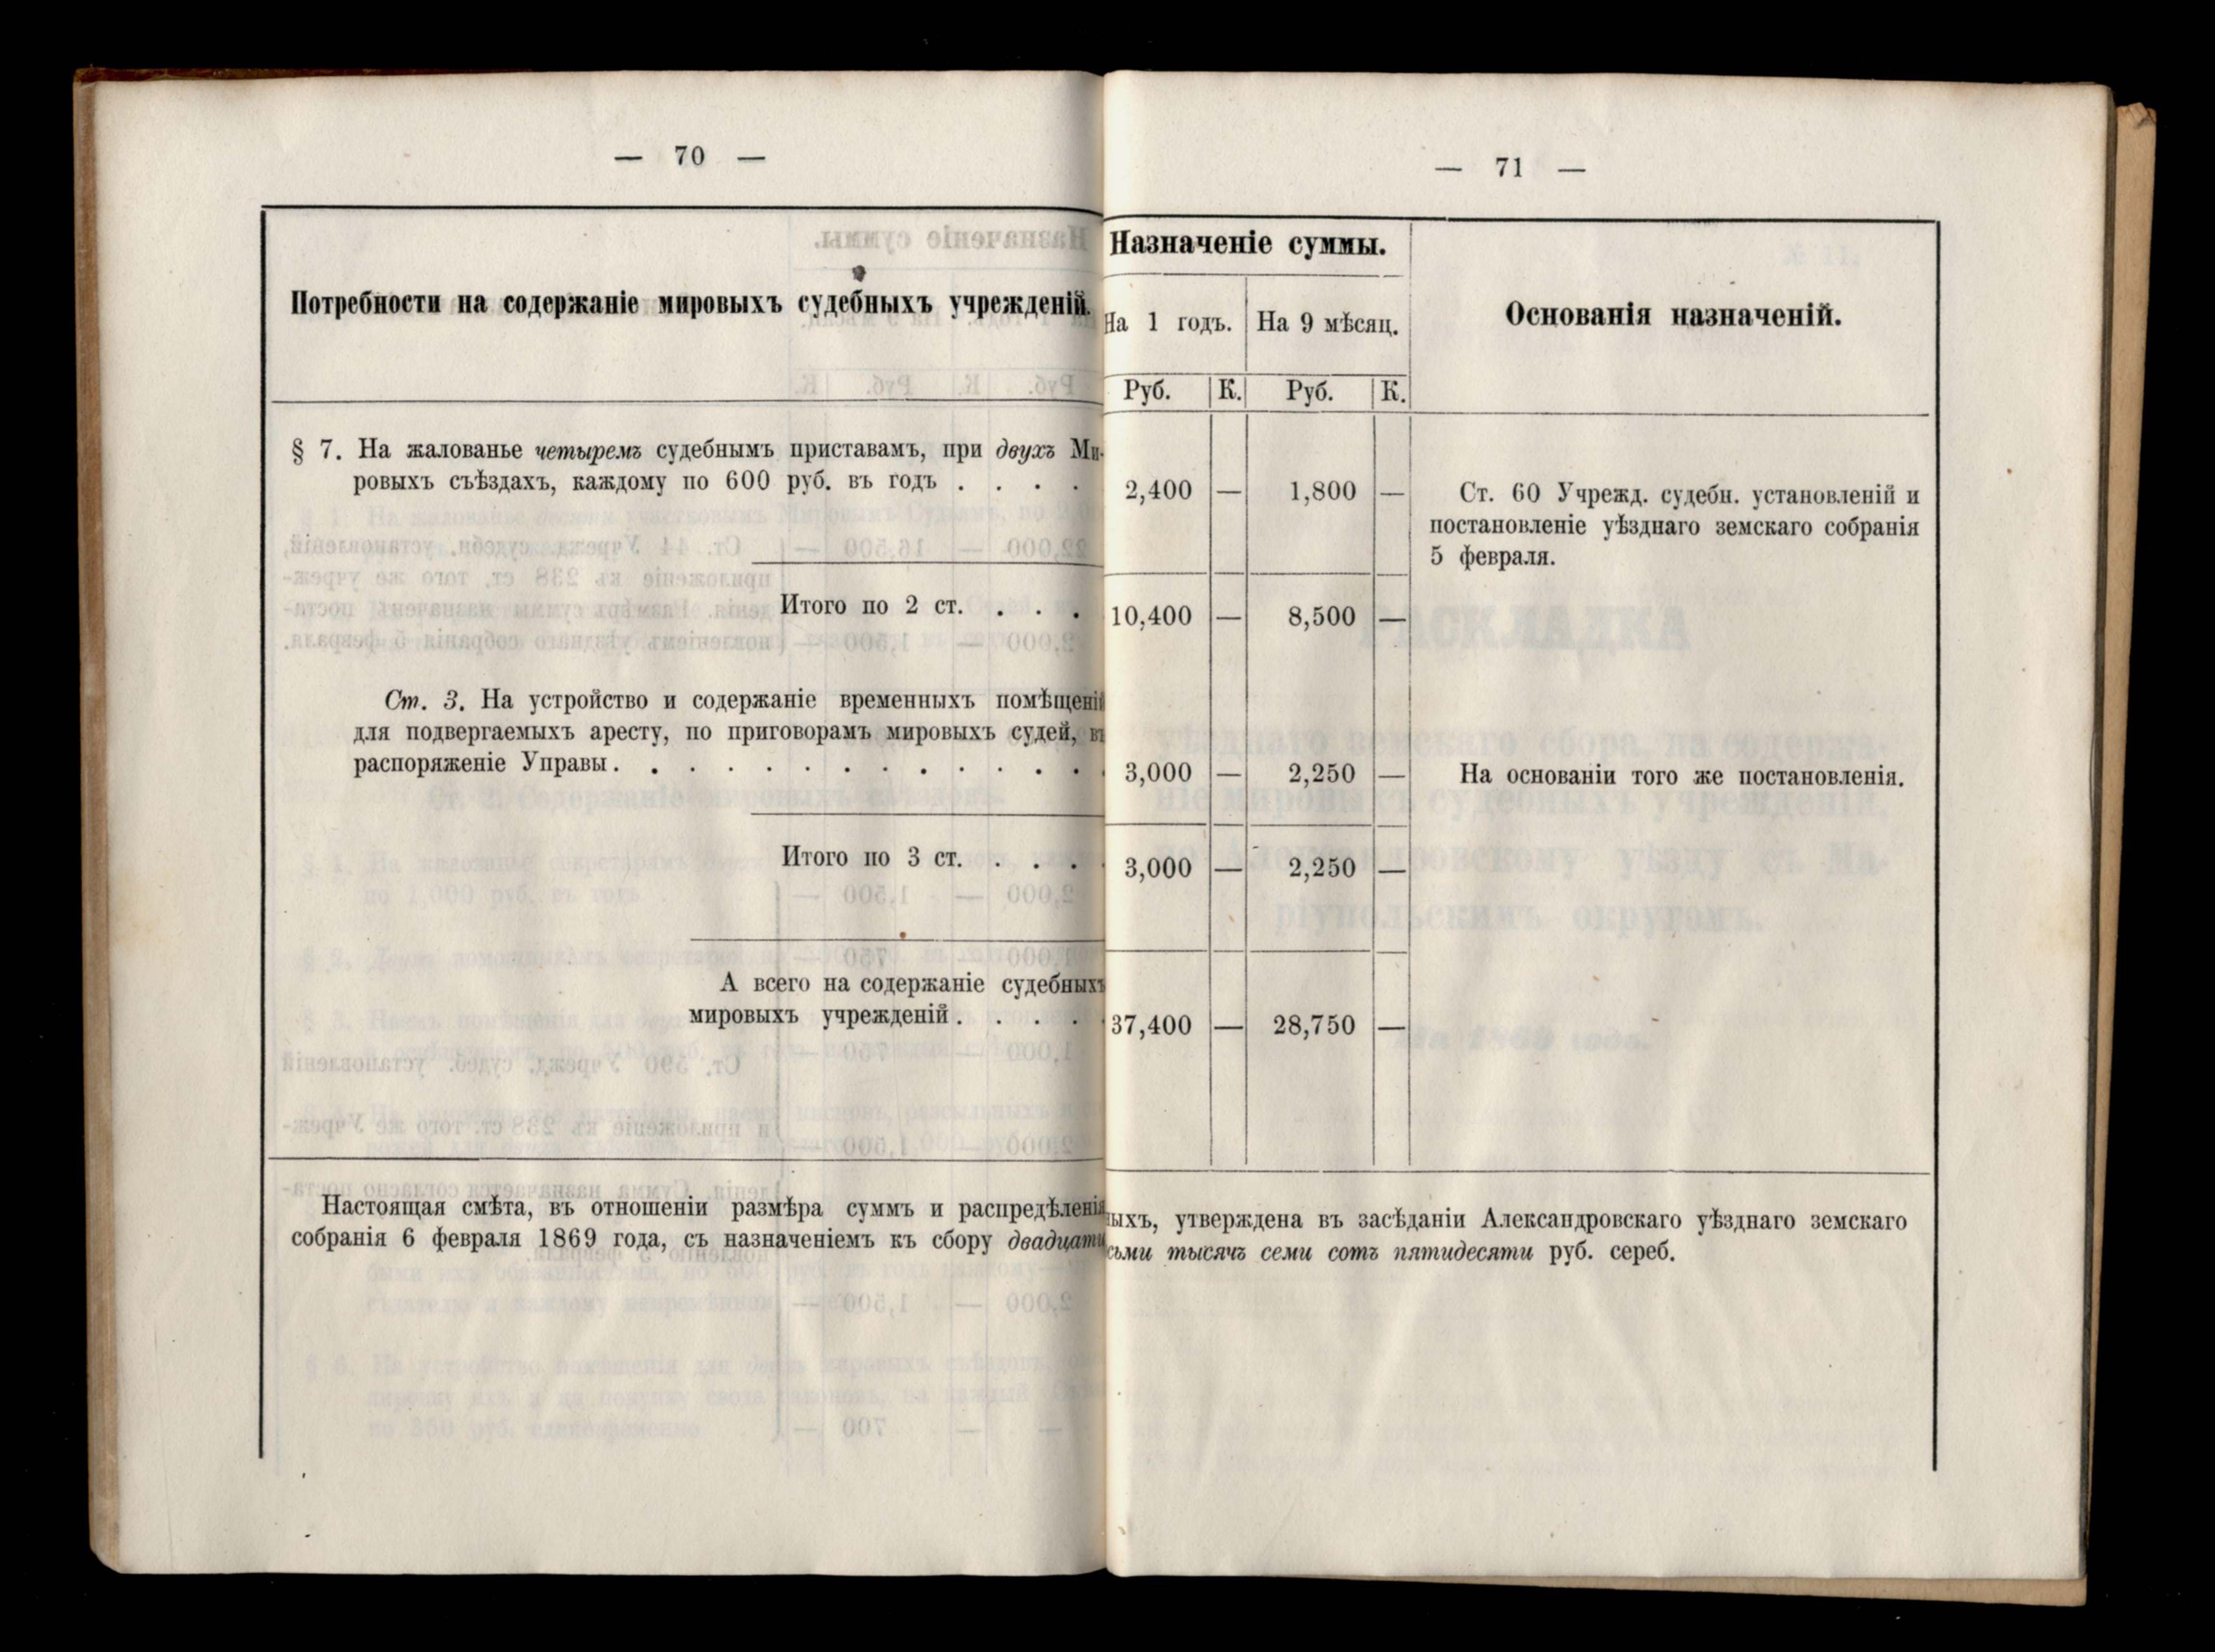 — 70 —
Потребности на содержаніе мировыхъ судебныхъ учрежденій.
§ 7. На жалованье четыремъ судебнымъ приставамъ, при двухъ Ми-
ровыхъ съѣздахъ, каждому по 600 руб. въ годъ . . . .
Итого по 2 ст. . . . .
Ст. 3. На устройство и содержаніе временныхъ помѣщеній
для подвергаемыхъ аресту, по приговорамъ мировыхъ судей, въ
распоряженіе Управы . . . . . . . . . . . . .
Итого по 3 ст. . . . .
А всего на содержаніе судебныхъ
мировыхъ учрежденій . . . .
Настоящая смѣта, въ отношеніи размѣра суммъ и распредѣленія
собранія 6 февраля 1869 года, съ назначеніемъ къ сбору двадцати
— 71 —
Назначеніе суммы.
На 1 годъ. На 9 мѣсяц.
Основанія назначеній.
Руб. К. Руб. К.
2,400 — 1,800 — Ст. 60 Учрежд. судебн. установленій и
постановленіе уѣзднаго земскаго собранія
5 февраля.
10,400 — 8,500 —
3,000 — 2,250 — На основаніи того же постановленія.
3,000 — 2,250 —
37,400 — 28,750 —
ыхъ, утверждена въ засѣданіи Александровскаго уѣзднаго земскаго
сьми тысячъ семи сотъ пятидесяти руб. сереб.